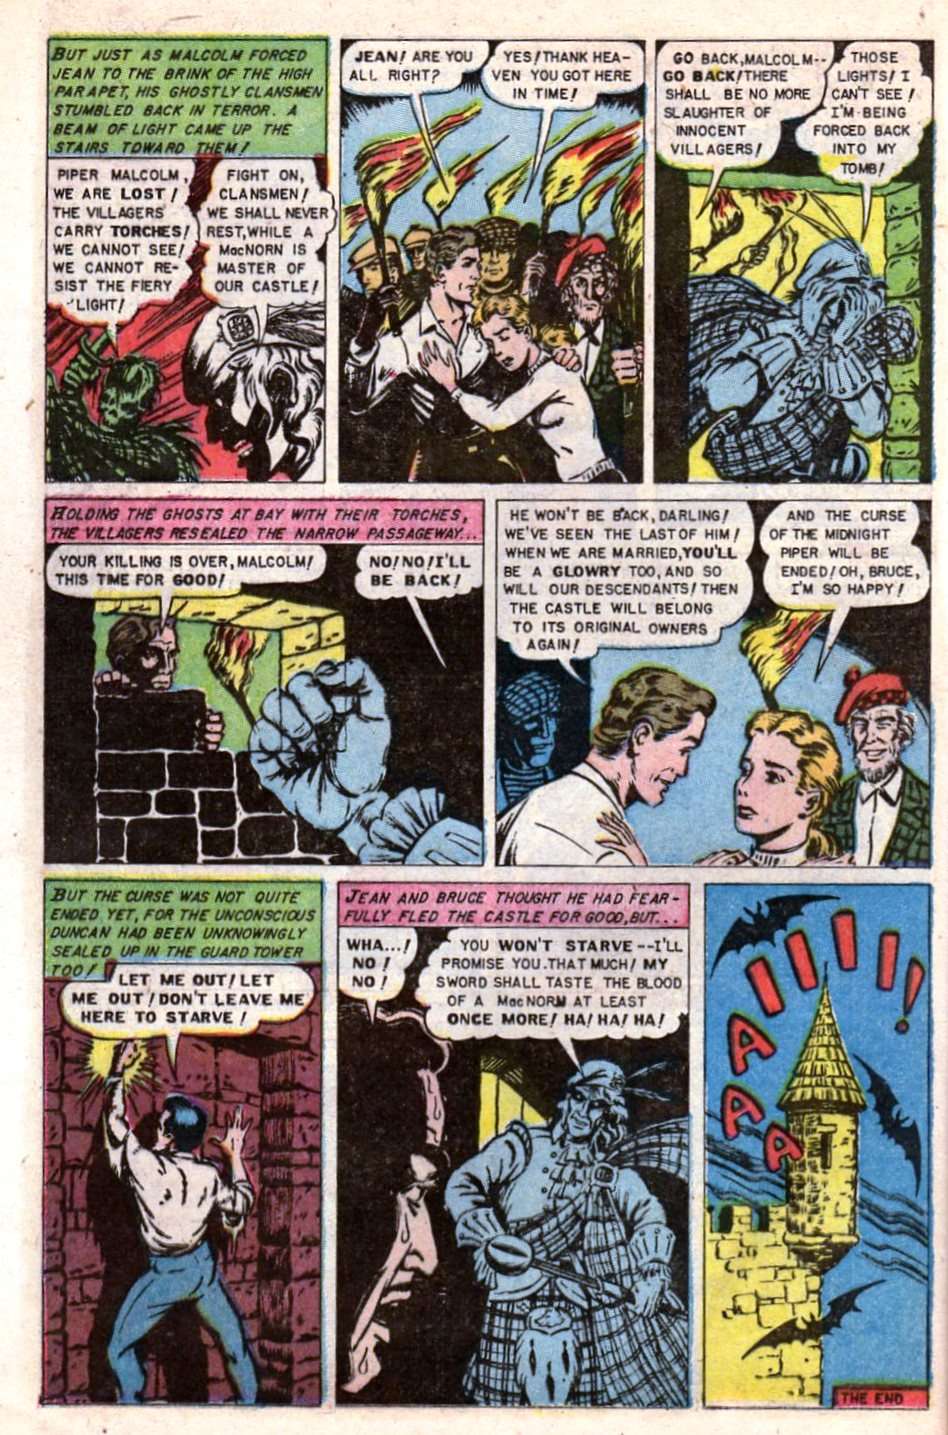 BUT JUST AS MALCOLM FORCED
JEAN TO THE BRINK OF THE HIGH
PARAPET, HIS GHOSTLY CLANSMEN
STUMBLED BACK IN TERROR. A
BEAM OF LIGHT CAME UP THE
STAIRS TOWARD THEM!
PIPER MALCOLM,
WE ARE LOST!
THE VILLAGERS
CARRY TORCHES!
WE CANNOT SEE!
WE CANNOT RE-
SIST THE FIERY
LIGHT!
FIGHT ON,
CLANSMEN!
WE SHALL NEVER
REST, WHILE A
MacNORN IS
MASTER OF
OUR CASTLE!
JEAN! ARE YOU
ALL RIGHT?
YES! THANK HEA-
VEN YOU GOT HERE
IN TIME!
GO BACK, MALCOLM--
GO BACK! THERE
SHALL BE NO MORE
SLAUGHTER OF
INNOCENT
VILLAGERS!
THOSE
LIGHTS! I
CAN'T SEE!
I'M BEING
FORCED BACK
INTO MY
TOMB!
HOLDING THE GHOSTS AT BAY WITH THEIR TORCHES,
THE VILLAGERS RESEALED THE NARROW PASSAGEWAY...
YOUR KILLING IS OVER, MALCOLM!
THIS TIME FOR GOOD!
NO! NO! I'LL
BE BACK!
HE WON'T BE BACK, DARLING!
WE'VE SEEN THE LAST OF HIM!
WHEN WE ARE MARRIED, YOU'LL
BE A GLOWRY TOO, AND SO
WILL OUR DESCENDANTS! THEN
THE CASTLE WILL BELONG
TO ITS ORIGINAL OWNERS
AGAIN!
AND THE CURSE
OF THE MIDNIGHT
PIPER WILL BE
ENDED! OH, BRUCE,
I'M SO HAPPY!
BUT THE CURSE WAS NOT QUITE
ENDED YET, FOR THE UNCONSCIOUS
DUNCAN HAD BEEN UNKNOWINGLY
SEALED UP IN THE GUARD TOWER
TOO!
LET ME OUT! LET
ME OUT! DON'T LEAVE ME
HERE TO STARVE!
JEAN AND BRUCE THOUGHT HE HAD FEAR-
FULLY FLED THE CASTLE FOR GOOD, BUT...
WHA...!
NO!
NO!
YOU WON'T STARVE--I'LL
PROMISE YOU THAT MUCH! MY
SWORD SHALL TASTE THE BLOOD
OF A MacNORN AT LEAST
ONCE MORE! HA! HA! HA!
AAAIIIII!
THE END